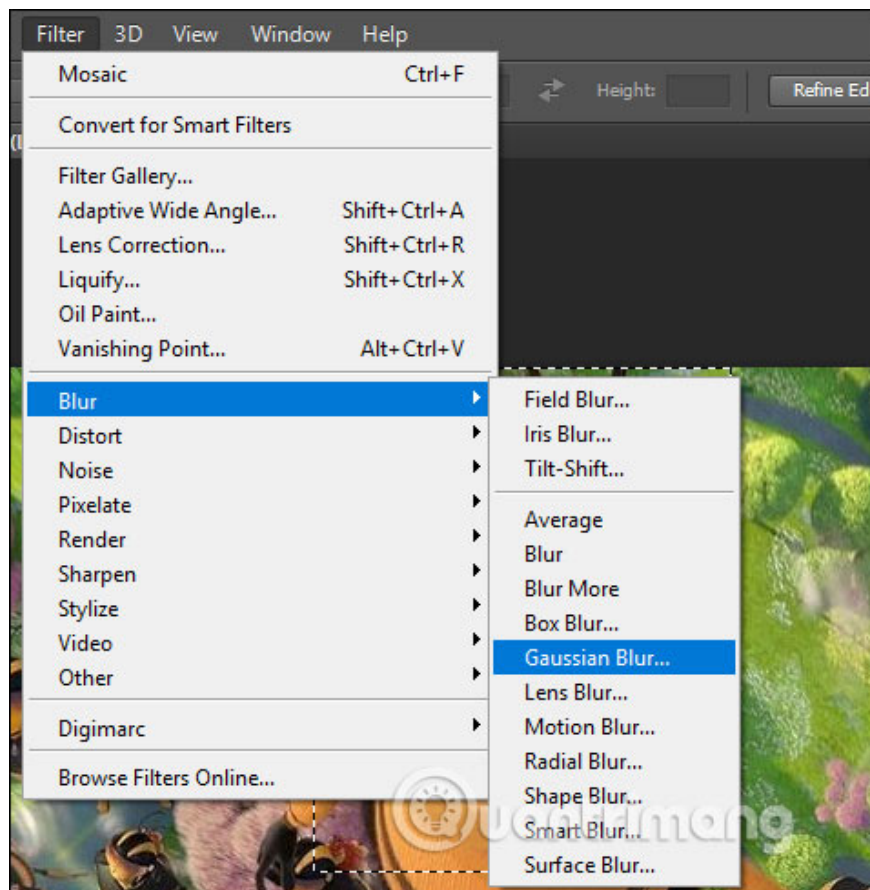 Filter 3D View Window Help
Height: Refine Ed
(L
Mosaic Ctrl+F
Convert for Smart Filters
Filter Gallery...
Adaptive Wide Angle... Shift+Ctrl+A
Lens Correction... Shift+Ctrl+R
Liquify... Shift+Ctrl+X
Oil Paint...
Vanishing Point... Alt+Ctrl+V
Blur
Distort
Noise
Pixelate
Render
Sharpen
Stylize
Video
Other
Digimarc
Browse Filters Online...
Field Blur...
Iris Blur...
Tilt-Shift...
Average
Blur
Blur More
Box Blur...
Gaussian Blur...
Lens Blur...
Motion Blur...
Radial Blur...
Shape Blur...
Smart Blur...
Surface Blur...
Quantrimang